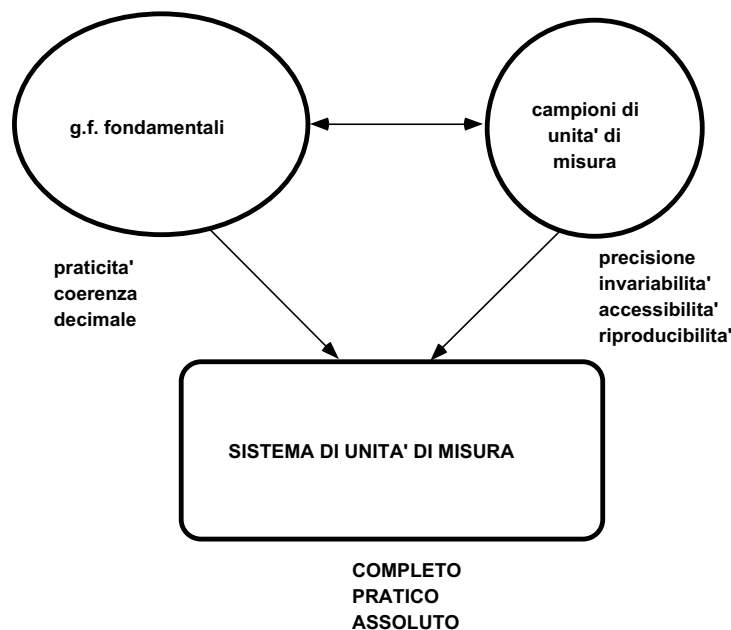 g.f. fondamentali
campioni di
unita' di
misura
praticita'
coerenza
decimale
precisione
invariabilita'
accessibilita'
riproducibilita'
SISTEMA DI UNITA' DI MISURA
COMPLETO
PRATICO
ASSOLUTO